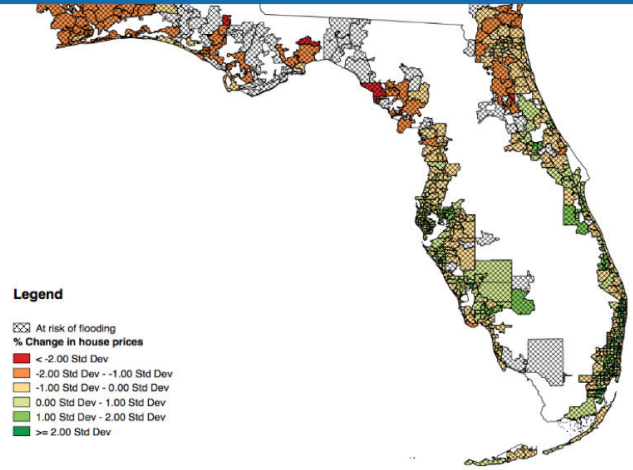 Legend
At risk of flooding
% Change in house prices
< -2.00 Std Dev
-2.00 Std Dev - -1.00 Std Dev
-1.00 Std Dev - 0.00 Std Dev
0.00 Std Dev - 1.00 Std Dev
1.00 Std Dev - 2.00 Std Dev
>= 2.00 Std Dev